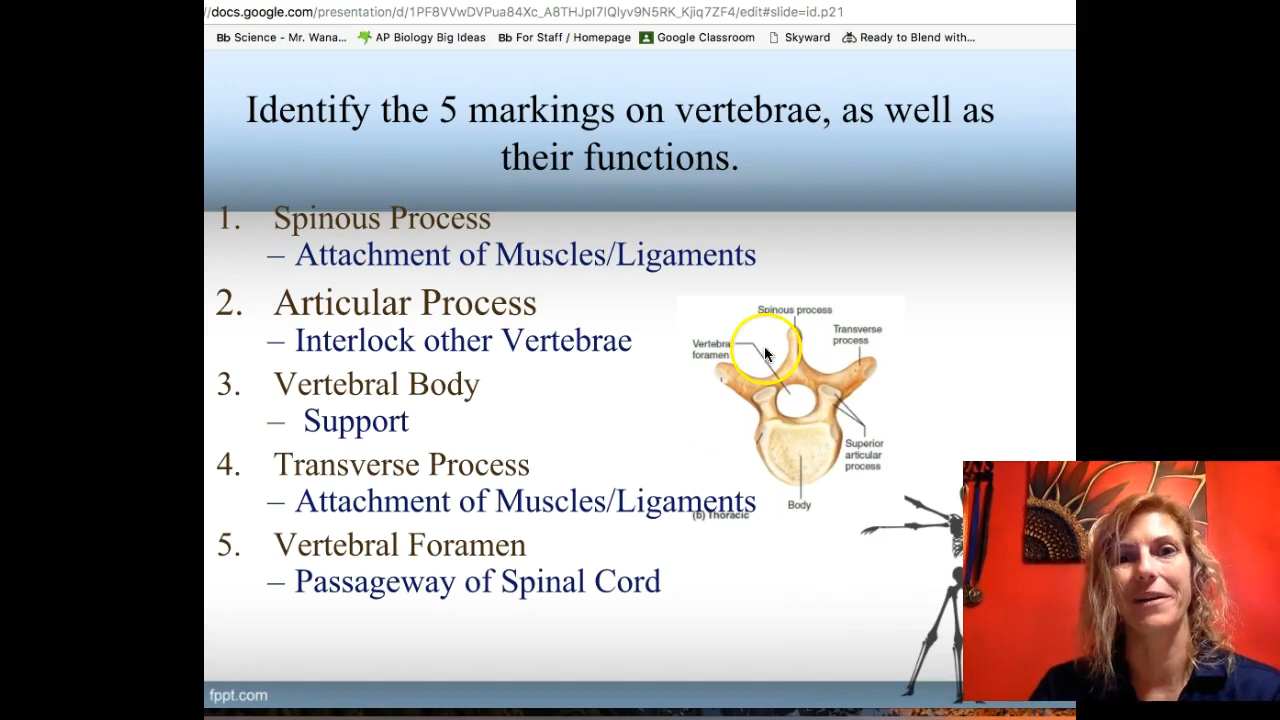 //docs.google.com/presentation/d/1PF8VVwDVPua84Xc_A8THJpI7IQlyv9N5RK_Kjiq7ZF4/edit#slide=id.p21
Bb Science - Mr. Wana... AP Biology Big Ideas Bb For Staff / Homepage Google Classroom Skyward Ready to Blend with...
Identify the 5 markings on vertebrae, as well as
their functions.
1. Spinous Process
– Attachment of Muscles/Ligaments
2. Articular Process
– Interlock other Vertebrae
3. Vertebral Body
– Support
4. Transverse Process
– Attachment of Muscles/Ligaments
5. Vertebral Foramen
– Passageway of Spinal Cord
Spinous process
Transverse
process
Vertebral
foramen
Superior
articular
process
Body
(b) Thoracic
fppt.com